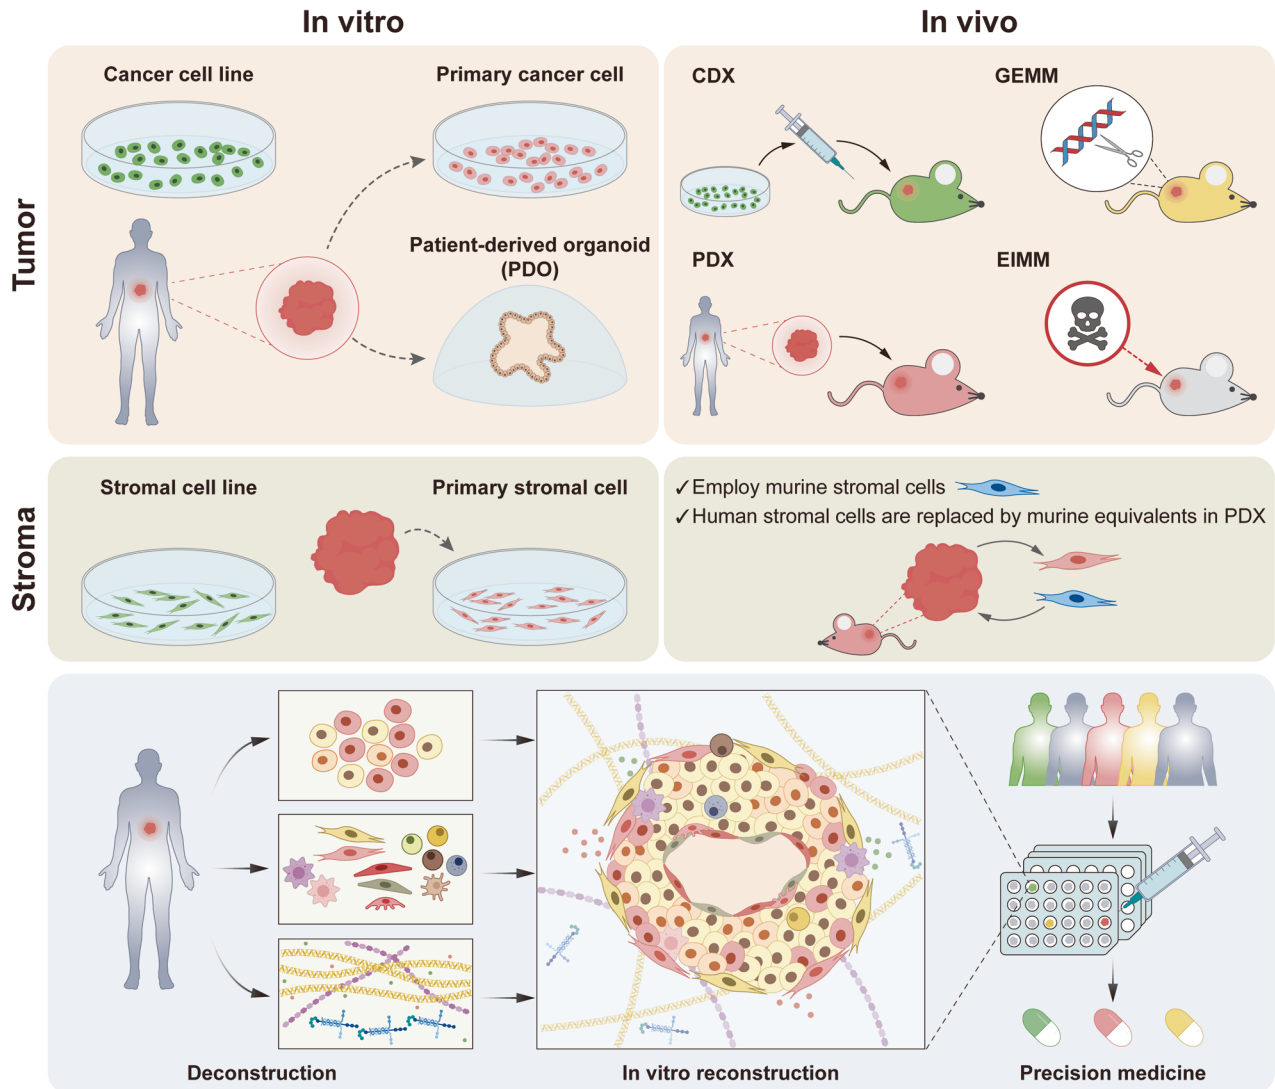 In vitro
In vivo
Tumor
Cancer cell line
Primary cancer cell
Patient-derived organoid
(PDO)
CDX
GEMM
PDX
EIMM
Stroma
Stromal cell line
Primary stromal cell
✓Employ murine stromal cells
✓Human stromal cells are replaced by murine equivalents in PDX
Deconstruction
In vitro reconstruction
Precision medicine